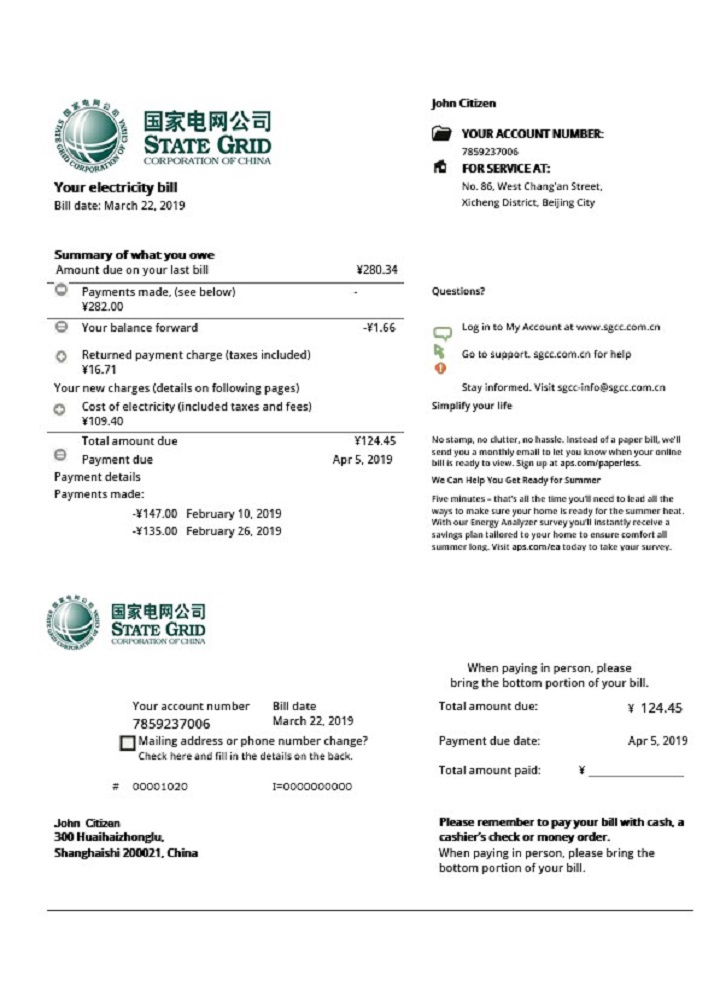 国家电网公司
STATE GRID
CORPORATION OF CHINA
Your electricity bill
Bill date: March 22, 2019
John Citizen
YOUR ACCOUNT NUMBER:
7859237006
FOR SERVICE AT:
No. 86, West Chang'an Street,
Xicheng District, Beijing City
Summary of what you owe
Amount due on your last bill ¥280.34
Payments made, (see below) -
¥282.00
Your balance forward -¥1.66
Returned payment charge (taxes included)
¥16.71
Your new charges (details on following pages)
Cost of electricity (included taxes and fees)
¥109.40
Total amount due ¥124.45
Payment due Apr 5, 2019
Payment details
Payments made:
-¥147.00 February 10, 2019
-¥135.00 February 26, 2019
Questions?
Log in to My Account at www.sgcc.com.cn
Go to support. sgcc.com.cn for help
Stay informed. Visit sgcc-info@sgcc.com.cn
Simplify your life
No stamp, no clutter, no hassle. Instead of a paper bill, we'll
send you a monthly email to let you know when your online
bill is ready to view. Sign up at aps.com/paperless.
We Can Help You Get Ready for Summer
Five minutes – that's all the time you'll need to lead all the
ways to make sure your home is ready for the summer heat.
With our Energy Analyzer survey you'll instantly receive a
savings plan tailored to your home to ensure comfort all
summer long. Visit aps.com/ea today to take your survey.
国家电网公司
STATE GRID
CORPORATION OF CHINA
Your account number Bill date
7859237006 March 22, 2019
Mailing address or phone number change?
Check here and fill in the details on the back.
# 00001020 I=0000000000
John Citizen
300 Huaihaizhonglu,
Shanghaishi 200021, China
When paying in person, please
bring the bottom portion of your bill.
Total amount due: ¥ 124.45
Payment due date: Apr 5, 2019
Total amount paid: ¥
Please remember to pay your bill with cash, a
cashier's check or money order.
When paying in person, please bring the
bottom portion of your bill.